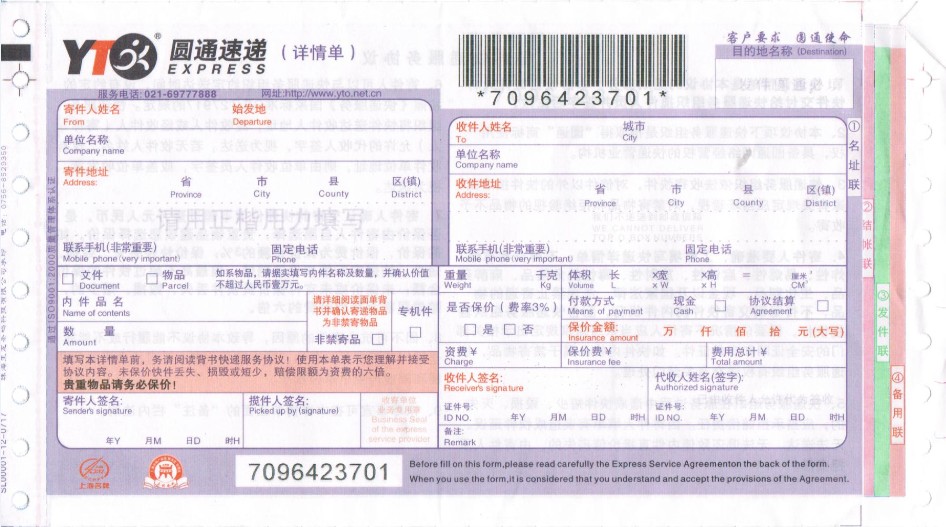 YTO® 圆通速递 (详情单)
EXPRESS
服务电话:021-69777888 网址:http://www.yto.net.cn
*7096423701*
客户要求 圆通使命
目的地名称 (Destination)
寄件人姓名 始发地
From Departure
单位名称
Company name
寄件地址 省 市 县 区(镇)
Address: Province City County District
请用正楷用力填写
联系手机(非常重要) 固定电话
Mobile phone (very important) Phone
收件人姓名 城市
To City
单位名称
Company name
收件地址 省 市 县 区(镇)
Address: Province City County District
联系手机(非常重要) 固定电话
Mobile phone (very important) Phone
文件 物品
Document Parcel
如系物品,请据实填写内件名称及数量,并确认价值
不超过人民币壹万元。
内件品名
Name of contents
数 量
Amount
请详细阅读面单背
书并确认寄递物品
为非禁寄物品
非禁寄品
专机件
填写本详情单前,务请阅读背书快递服务协议!使用本单表示您理解并接受
协议内容。未保价快件丢失、损毁或短少,赔偿限额为资费的六倍。
贵重物品请务必保价!
寄件人签名: 揽件人签名:
Sender's signature Picked up by (signature)
收寄单位
业务专用章
Business Seal
of the express
service provider
年Y 月M 日D 时H
重量 千克 体积 长 ×宽 ×高 = 厘米³
Weight Kg Volume L × W × H CM³
是否保价(费率3%)
是 否
付款方式 现金 协议结算
Means of payment Cash Agreement
保价金额: 万 仟 佰 拾 元(大写)
Insurance amount
资费¥ 保价费¥ 费用总计¥
Charge Insurance fee Total amount
收件人签名: 代收人姓名(签字):
Receiver's signature Authorized signature
证件号: 证件号:
ID NO. 年Y 月M 日D 时H ID NO. 年Y 月M 日D 时H
备注:
Remark
上海名牌
7096423701
Before fill on this form,please read carefully the Express Service Agreementon the back of the form.
When you use the form,it is considered that you understand and accept the provisions of the Agreement.
①名址联
②结账联
③发件联
④备用联
通过ISO9001:2000质量管理体系认证
SL00001-12-U/17